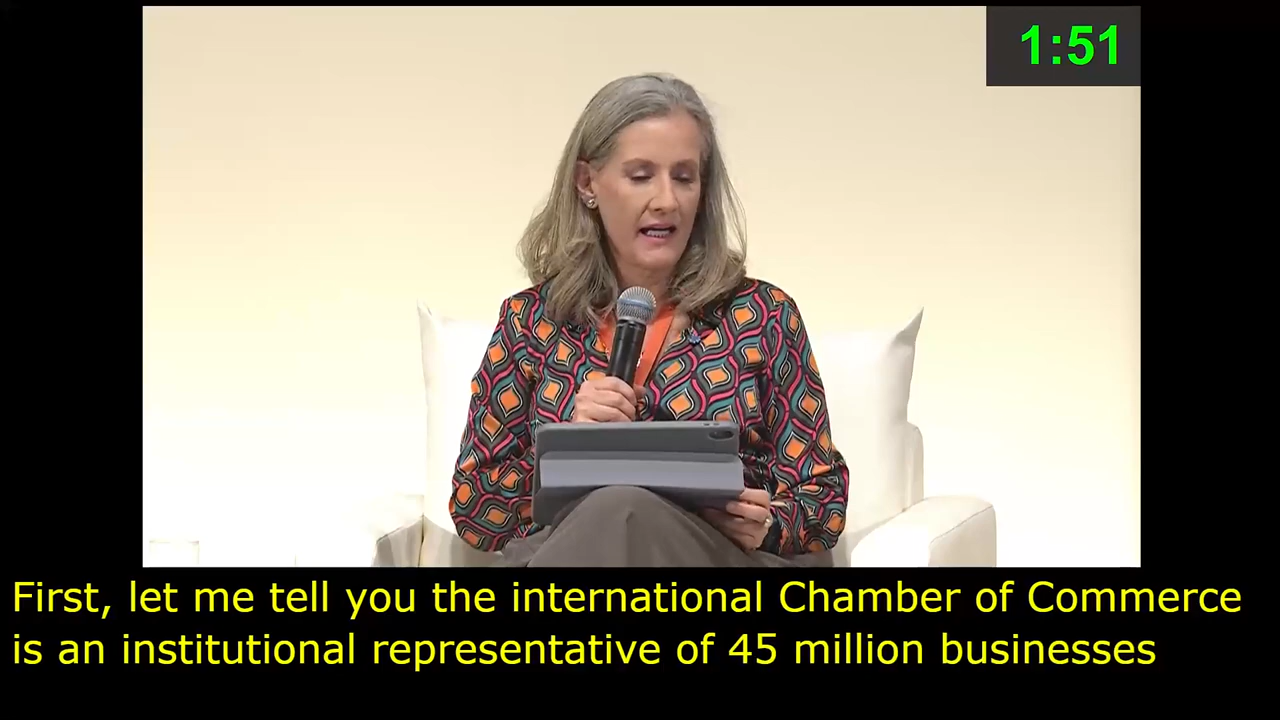 1:51
First, let me tell you the international Chamber of Commerce
is an institutional representative of 45 million businesses